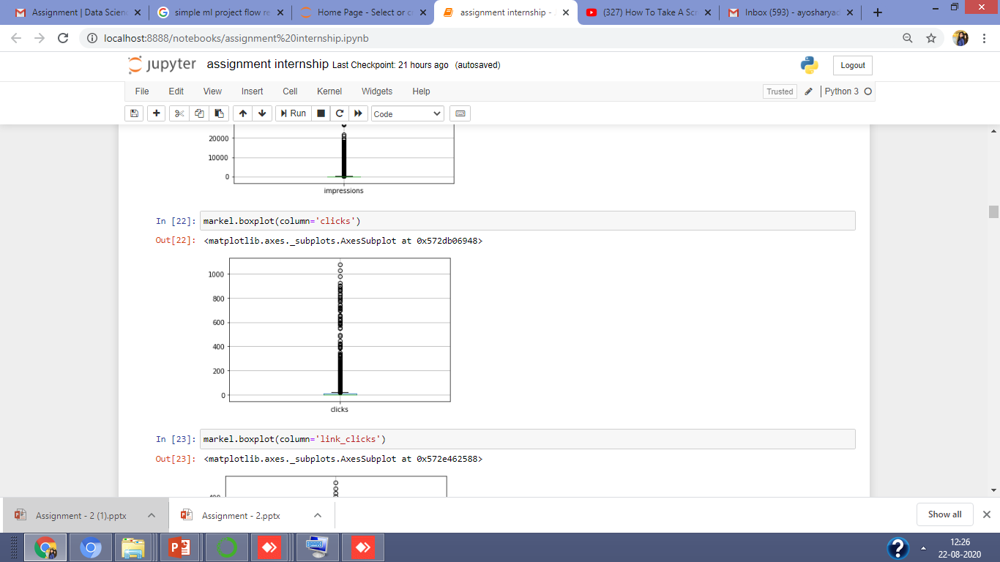 Assignment | Data Scien
simple ml project flow re
Home Page - Select or c
assignment internship -
(327) How To Take A Scr
Inbox (593) - ayosharyac
localhost:8888/notebooks/assignment%20internship.ipynb
jupyter assignment internship Last Checkpoint: 21 hours ago (autosaved)
Logout
File Edit View Insert Cell Kernel Widgets Help
Trusted
Python 3
Run
Code
20000
10000
0
impressions
In [22]: markel.boxplot(column='clicks')
Out[22]: <matplotlib.axes._subplots.AxesSubplot at 0x572db06948>
1000
800
600
400
200
0
clicks
In [23]: markel.boxplot(column='link_clicks')
Out[23]: <matplotlib.axes._subplots.AxesSubplot at 0x572e462588>
Assignment - 2 (1).pptx
Assignment - 2.pptx
Show all
12:26
22-08-2020